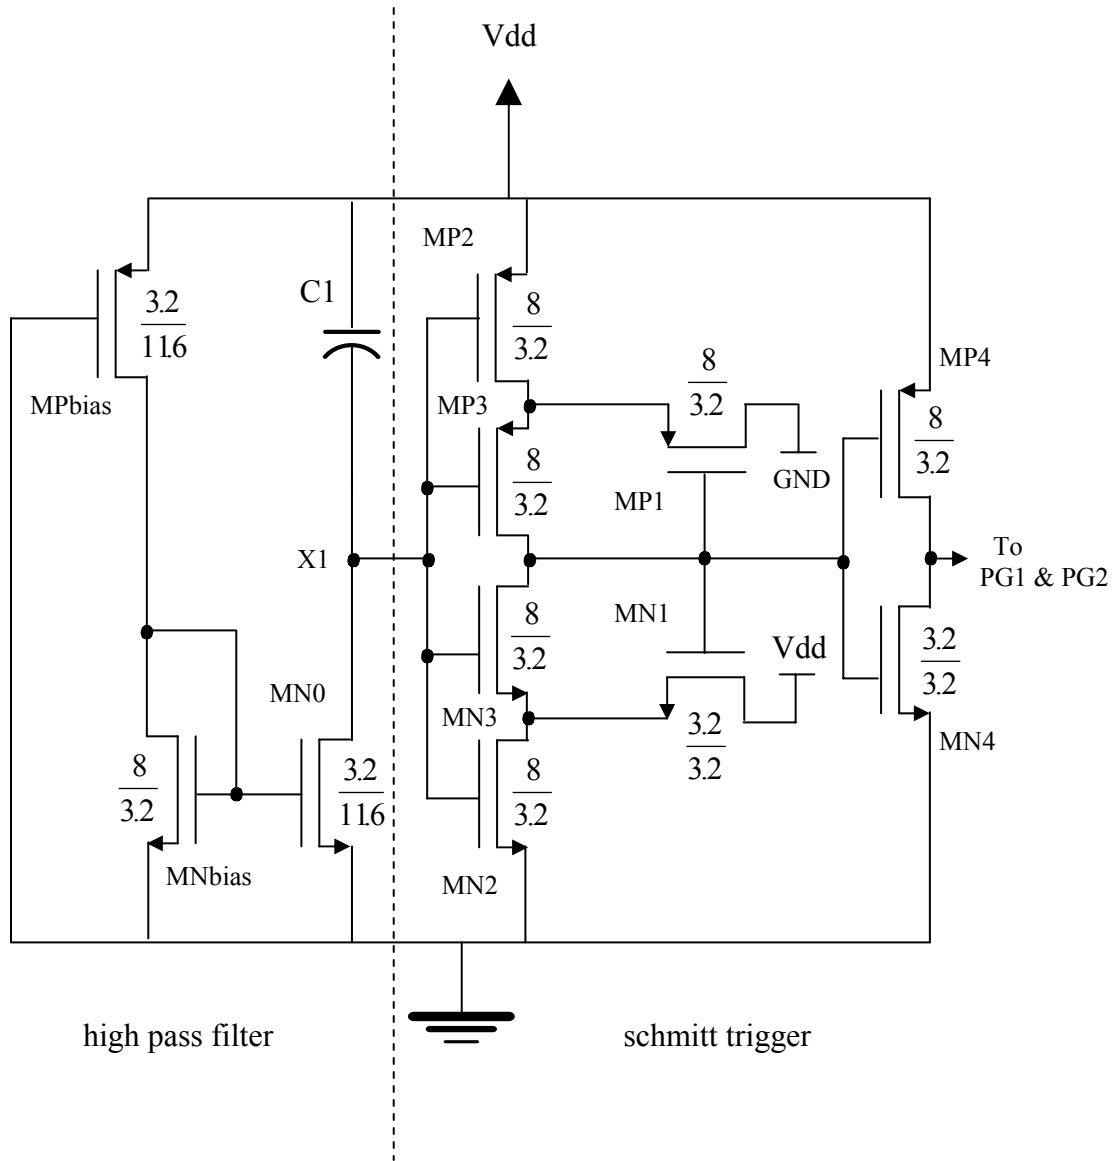 Vdd
MP2
C1
8
3.2
3.2
11.6
MP4
MPbias
MP3
8
3.2
8
3.2
8
3.2
MP1
GND
X1
To
PG1 & PG2
MN1
8
3.2
Vdd
3.2
3.2
MN0
MN3
3.2
3.2
MN4
8
3.2
3.2
11.6
8
3.2
MNbias
MN2
high pass filter
schmitt trigger